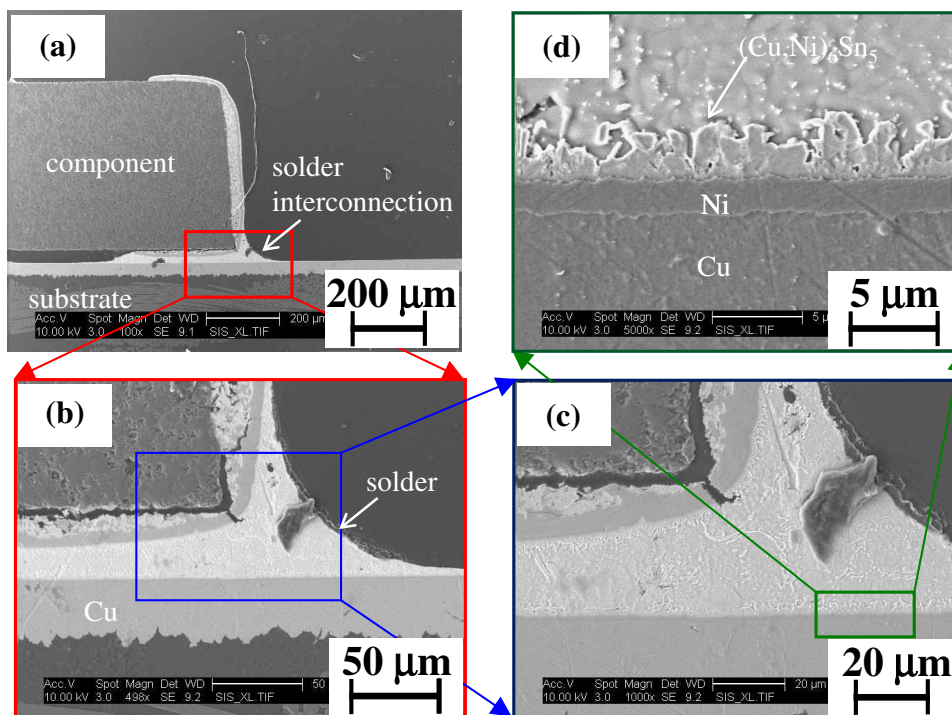 (a)
component
solder
interconnection
substrate
200 μm
Acc.V Spot Magn Det WD 200 μm
10.00 kV 3.0 100x SE 9.1 SIS_XL.TIF
(d)
(Cu,Ni)6Sn5
Ni
Cu
5 μm
Acc.V Spot Magn Det WD 5 μ
10.00 kV 3.0 5000x SE 9.2 SIS_XL.TIF
(b)
solder
Cu
50 μm
Acc.V Spot Magn Det WD 50
10.00 kV 3.0 498x SE 9.2 SIS_XL.TIF
(c)
20 μm
Acc.V Spot Magn Det WD 20 μm
10.00 kV 3.0 1000x SE 9.2 SIS_XL.TIF